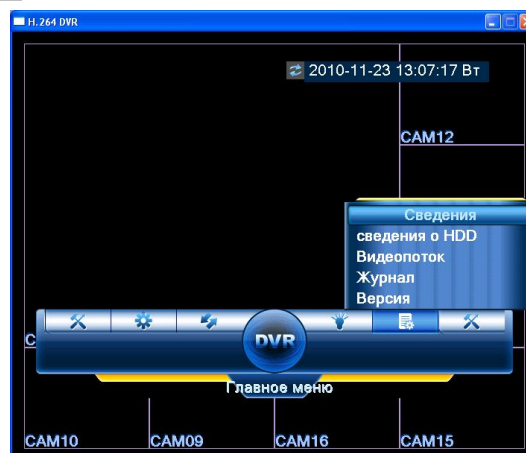 H.264 DVR
2010-11-23 13:07:17 Вт
CAM12
Сведения
сведения о HDD
Видеопоток
Журнал
Версия
DVR
C
Главное меню
CAM10
CAM09
CAM16
CAM15